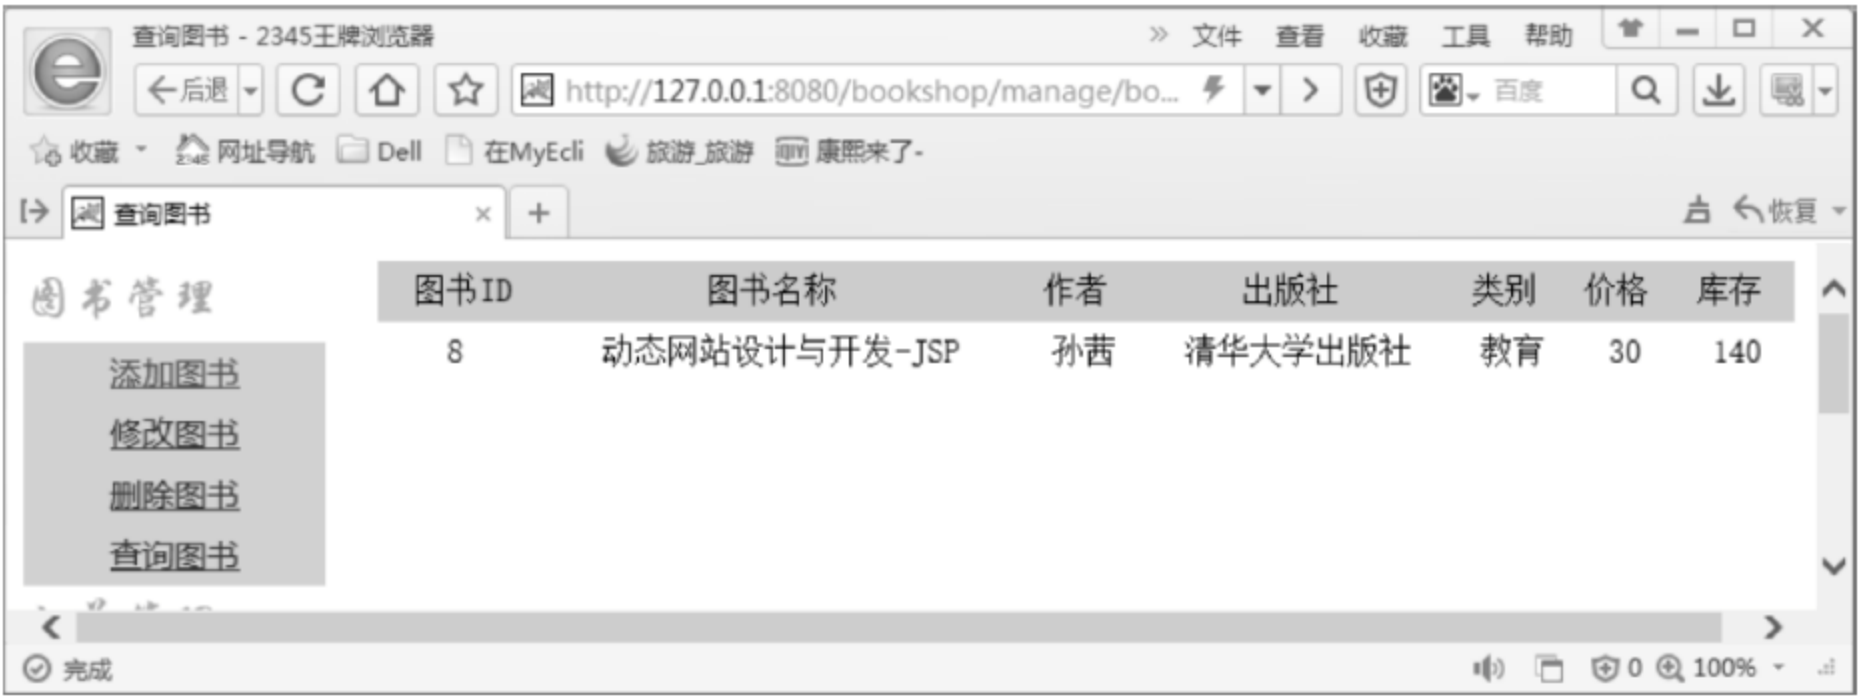 查询图书 - 2345王牌浏览器 » 文件 查看 收藏 工具 帮助
后退 http://127.0.0.1:8080/bookshop/manage/bo... 百度
收藏 2345 网址导航 Dell 在MyEcli 旅游_旅游 康熙来了-
查询图书 恢复
图书管理
添加图书
修改图书
删除图书
查询图书
图书ID 图书名称 作者 出版社 类别 价格 库存
8 动态网站设计与开发-JSP 孙茜 清华大学出版社 教育 30 140
完成 0 100%